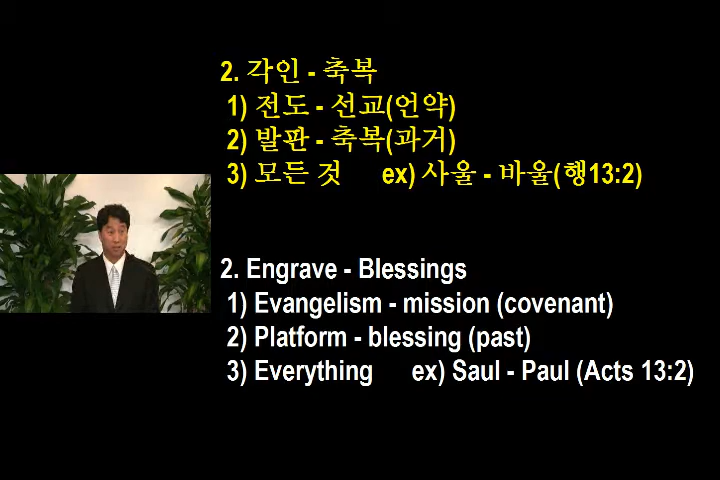 2. 각인 - 축복
1) 전도 - 선교(언약)
2) 발판 - 축복(과거)
3) 모든 것 ex) 사울 - 바울(행13:2)
2. Engrave - Blessings
1) Evangelism - mission (covenant)
2) Platform - blessing (past)
3) Everything ex) Saul - Paul (Acts 13:2)